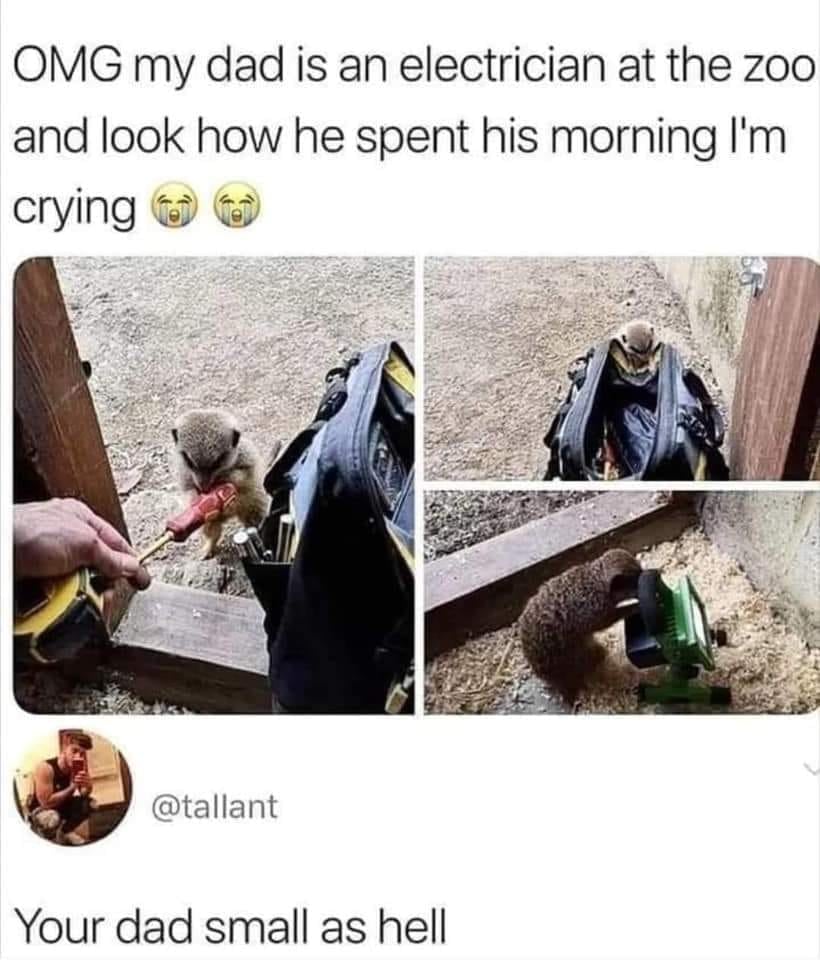 OMG my dad is an electrician at the zoo
and look how he spent his morning I'm
crying 😭 😭
@tallant
Your dad small as hell